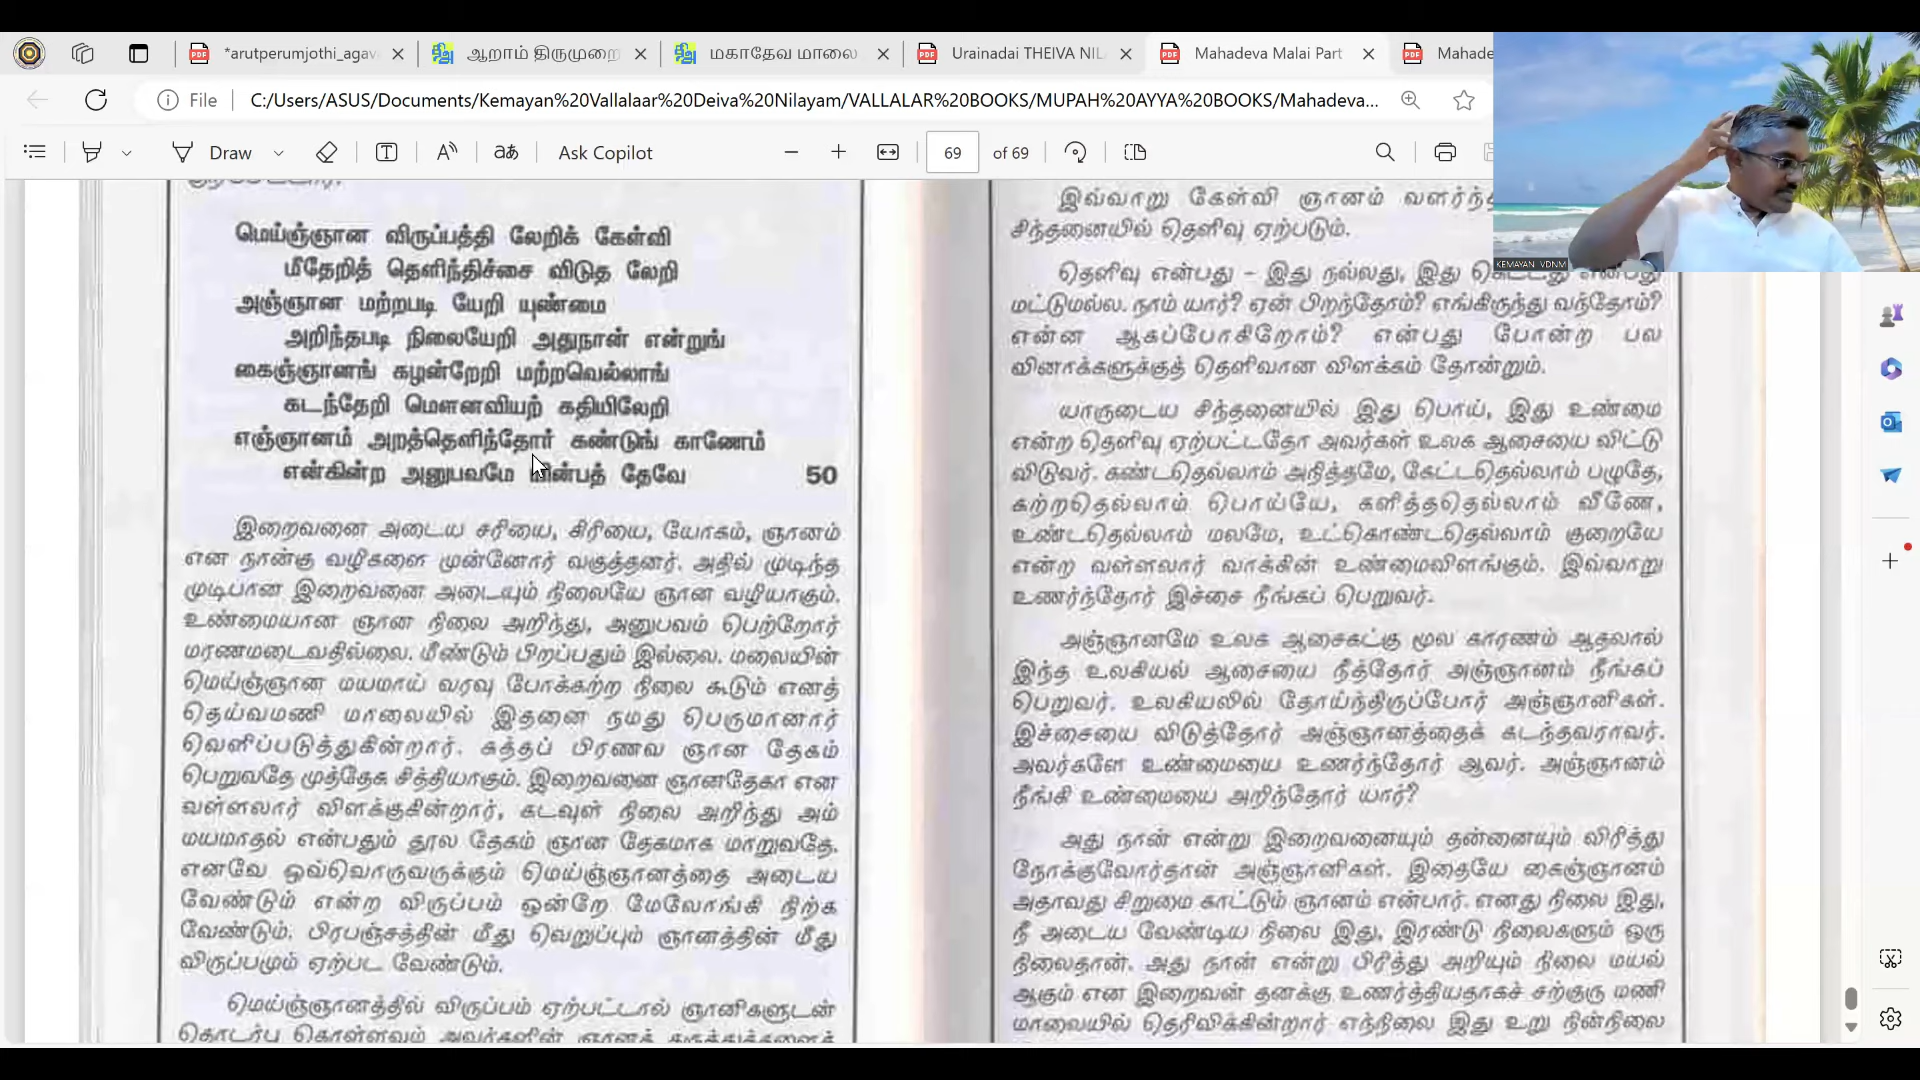 *arutperumjothi_agav
ஆறாம் திருமுறை
மகாதேவ மாலை
Urainadai THEIVA NIL
Mahadeva Malai Part
Mahade
File
C:/Users/ASUS/Documents/Kemayan%20Vallalaar%20Deiva%20Nilayam/VALLALAR%20BOOKS/MUPAH%20AYYA%20BOOKS/Mahadeva...
Draw
Ask Copilot
69 of 69
KEMAYAN VDNM
மெய்ஞ்ஞான விருப்பத்தி லேறிக் கேள்வி
மீதேறித் தெளிந்திச்சை விடுத லேறி
அஞ்ஞான மற்றபடி யேறி யுண்மை
அறிந்தபடி நிலையேறி அதுநான் என்றுங்
கைஞ்ஞானங் கழன்றேறி மற்றவெல்லாங்
கடந்தேறி மௌனவியற் கதியிலேறி
எஞ்ஞானம் அறத்தெளிந்தோர் கண்டுங் காணேம்
என்கின்ற அனுபவமே யின்பத் தேவே 50
இறைவனை அடைய சரியை, கிரியை, யோகம், ஞானம்
என நான்கு வழிகளை முன்னோர் வகுத்தனர். அதில் முடிந்த
முடிபான இறைவனை அடையும் நிலையே ஞான வழியாகும்.
உண்மையான ஞான நிலை அறிந்து, அனுபவம் பெற்றோர்
மரணமடைவதில்லை. மீண்டும் பிறப்பதும் இல்லை. மலையின்
மெய்ஞ்ஞான மயமாய் வரவு போக்கற்ற நிலை கூடும் எனத்
தெய்வமணி மாலையில் இதனை நமது பெருமானார்
வெளிப்படுத்துகின்றார். சுத்தப் பிரணவ ஞான தேகம்
பெறுவதே முத்தேக சித்தியாகும். இறைவனை ஞானதேகா என
வள்ளலார் விளக்குகின்றார், கடவுள் நிலை அறிந்து அம்
மயமாதல் என்பதும் தூல தேகம் ஞான தேகமாக மாறுவதே.
எனவே ஒவ்வொருவருக்கும் மெய்ஞ்ஞானத்தை அடைய
வேண்டும் என்ற விருப்பம் ஒன்றே மேலோங்கி நிற்க
வேண்டும். பிரபஞ்சத்தின் மீது வெறுப்பும் ஞானத்தின் மீது
விருப்பமும் ஏற்பட வேண்டும்.
மெய்ஞ்ஞானத்தில் விருப்பம் ஏற்பட்டால் ஞானிகளுடன்
தொடர்பு கொள்ளவும் அவர்களின் ஞானக் கருத்துக்களைக்
இவ்வாறு கேள்வி ஞானம்
சிந்தனையில் தெளிவு ஏற்படும்.
தெளிவு என்பது – இது நல்லது, இது கெட்டது என்பது
மட்டுமல்ல. நாம் யார்? ஏன் பிறந்தோம்? எங்கிருந்து வந்தோம்?
என்ன ஆகப்போகிறோம்? என்பது போன்ற பல
வினாக்களுக்குத் தெளிவான விளக்கம் தோன்றும்.
யாருடைய சிந்தனையில் இது பொய், இது உண்மை
என்ற தெளிவு ஏற்பட்டதோ அவர்கள் உலக ஆசையை விட்டு
விடுவர். கண்டதெல்லாம் அநித்தமே, கேட்டதெல்லாம் பழுதே,
கற்றதெல்லாம் பொய்யே, களித்ததெல்லாம் வீணே,
உண்டதெல்லாம் மலமே, உட்கொண்டதெல்லாம் குறையே
என்ற வள்ளலார் வாக்கின் உண்மைவிளங்கும். இவ்வாறு
உணர்ந்தோர் இச்சை நீங்கப் பெறுவர்.
அஞ்ஞானமே உலக ஆசைகட்கு மூல காரணம் ஆதலால்
இந்த உலகியல் ஆசையை நீத்தோர் அஞ்ஞானம் நீங்கப்
பெறுவர். உலகியலில் தோய்ந்திருப்போர் அஞ்ஞானிகள்.
இச்சையை விடுத்தோர் அஞ்ஞானத்தைக் கடந்தவராவர்.
அவர்களே உண்மையை உணர்ந்தோர் ஆவர். அஞ்ஞானம்
நீங்கி உண்மையை அறிந்தோர் யார்?
அது நான் என்று இறைவனையும் தன்னையும் விரித்து
நோக்குவோர்தான் அஞ்ஞானிகள். இதையே கைஞ்ஞானம்
அதாவது சிறுமை காட்டும் ஞானம் என்பார். எனது நிலை இது,
நீ அடைய வேண்டிய நிலை இது, இரண்டு நிலைகளும் ஒரு
நிலைதான். அது நான் என்று பிரித்து அறியும் நிலை மயல்
ஆகும் என இறைவன் தனக்கு உணர்த்தியதாகச் சற்குரு மணி
மாலையில் தெரிவிக்கின்றார் எந்நிலை இது உறு நின்நிலை